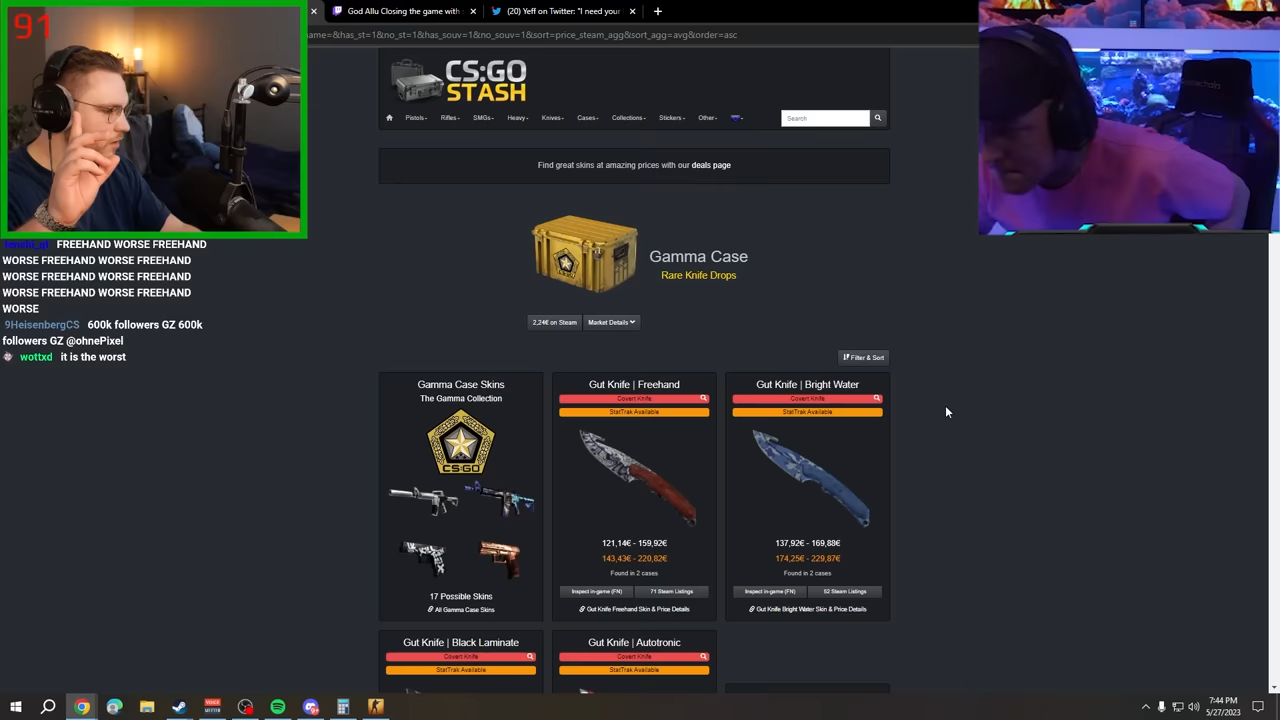 91
God Allu Closing the game with
(20) Yeff on Twitter: "I need your
name=&has_st=1&no_st=1&has_souv=1&no_souv=1&sort=price_steam_agg&sort_agg=avg&order=asc
CS:GO
STASH
Pistols Rifles SMGs Heavy Knives Cases Collections Stickers Other Search
Find great skins at amazing prices with our deals page
Gamma Case
Rare Knife Drops
2,24€ on Steam Market Details
Filter & Sort
FREEHAND WORSE FREEHAND
WORSE FREEHAND WORSE FREEHAND
WORSE FREEHAND WORSE FREEHAND
WORSE FREEHAND WORSE FREEHAND
WORSE
9HeisenbergCS 600k followers GZ 600k
followers GZ @ohnePixel
wottxd it is the worst
Gamma Case Skins
The Gamma Collection
CS:GO
17 Possible Skins
All Gamma Case Skins
Gut Knife | Freehand
Covert Knife
StatTrak Available
121,14€ - 159,92€
143,43€ - 220,82€
Found in 2 cases
Inspect in-game (FN) 71 Steam Listings
Gut Knife Freehand Skin & Price Details
Gut Knife | Bright Water
Covert Knife
StatTrak Available
137,92€ - 169,88€
174,25€ - 229,87€
Found in 2 cases
Inspect in-game (FN) 52 Steam Listings
Gut Knife Bright Water Skin & Price Details
Gut Knife | Black Laminate
Covert Knife
StatTrak Available
Gut Knife | Autotronic
Covert Knife
StatTrak Available
7:44 PM
5/27/2023